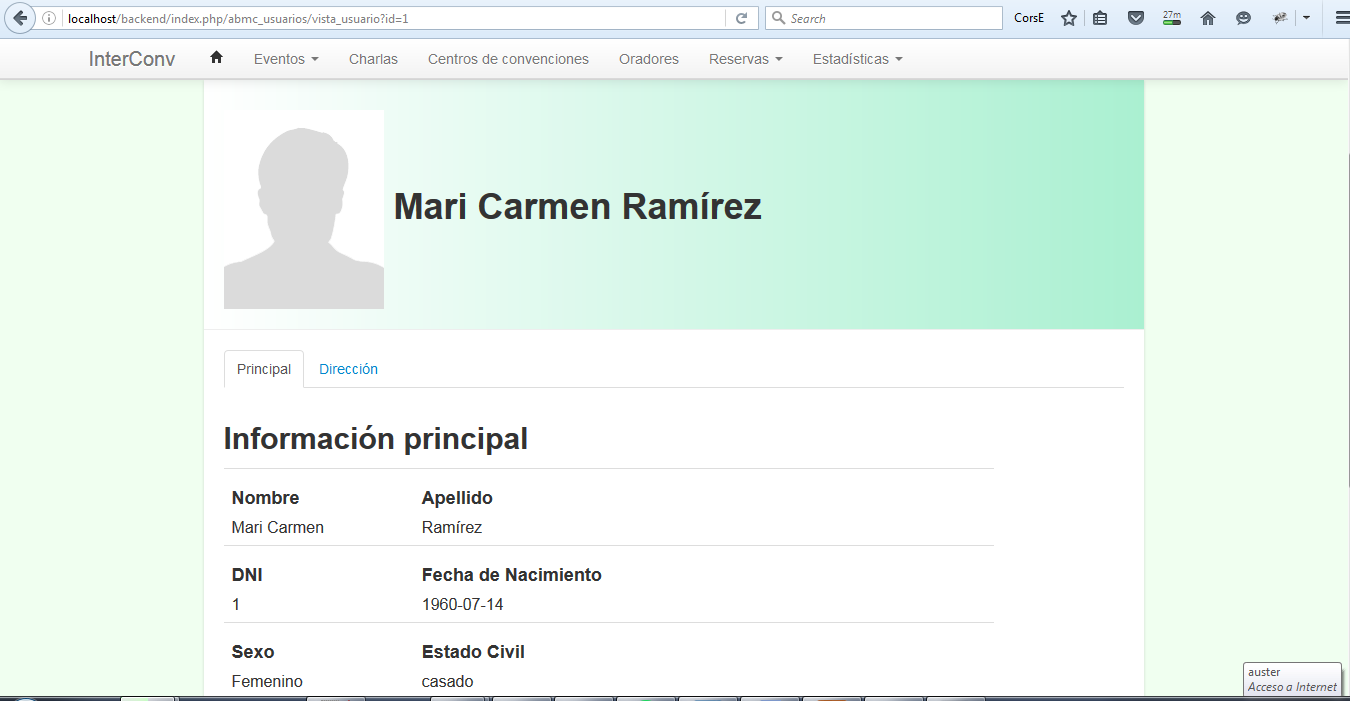 localhost/backend/index.php/abmc_usuarios/vista_usuario?id=1 Search CorsE 27m
InterConv Eventos Charlas Centros de convenciones Oradores Reservas Estadísticas
Mari Carmen Ramírez
Principal Dirección
Información principal
Nombre Apellido
Mari Carmen Ramírez
DNI Fecha de Nacimiento
1 1960-07-14
Sexo Estado Civil
Femenino casado
auster
Acceso a Internet